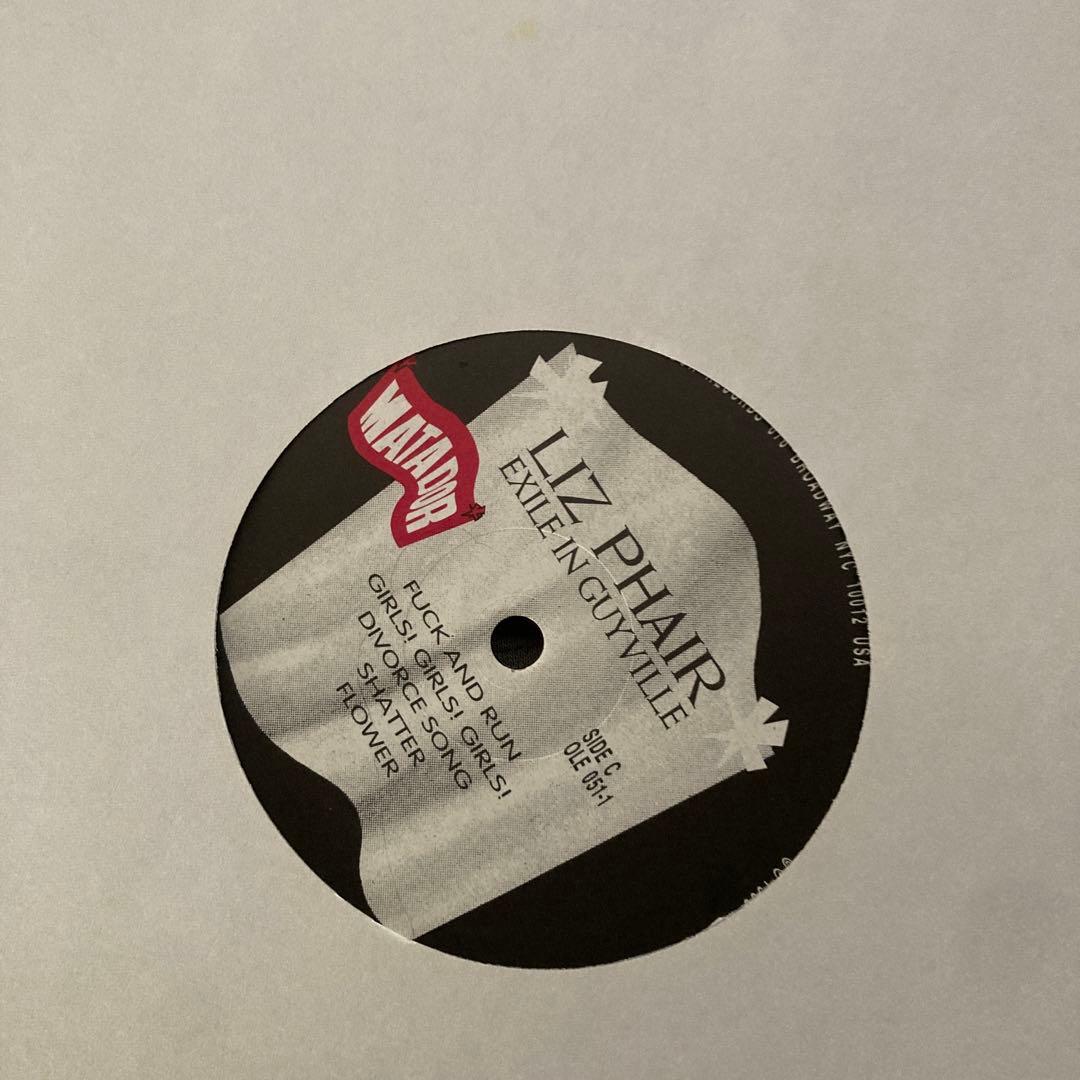 MATADOR
LIZ PHAIR
EXILE IN GUYVILLE
SIDE C
OLE 051-1
FUCK AND RUN
GIRLS! GIRLS! GIRLS!
DIVORCE SONG
SHATTER
FLOWER
BROADWAY NYC 10012 USA